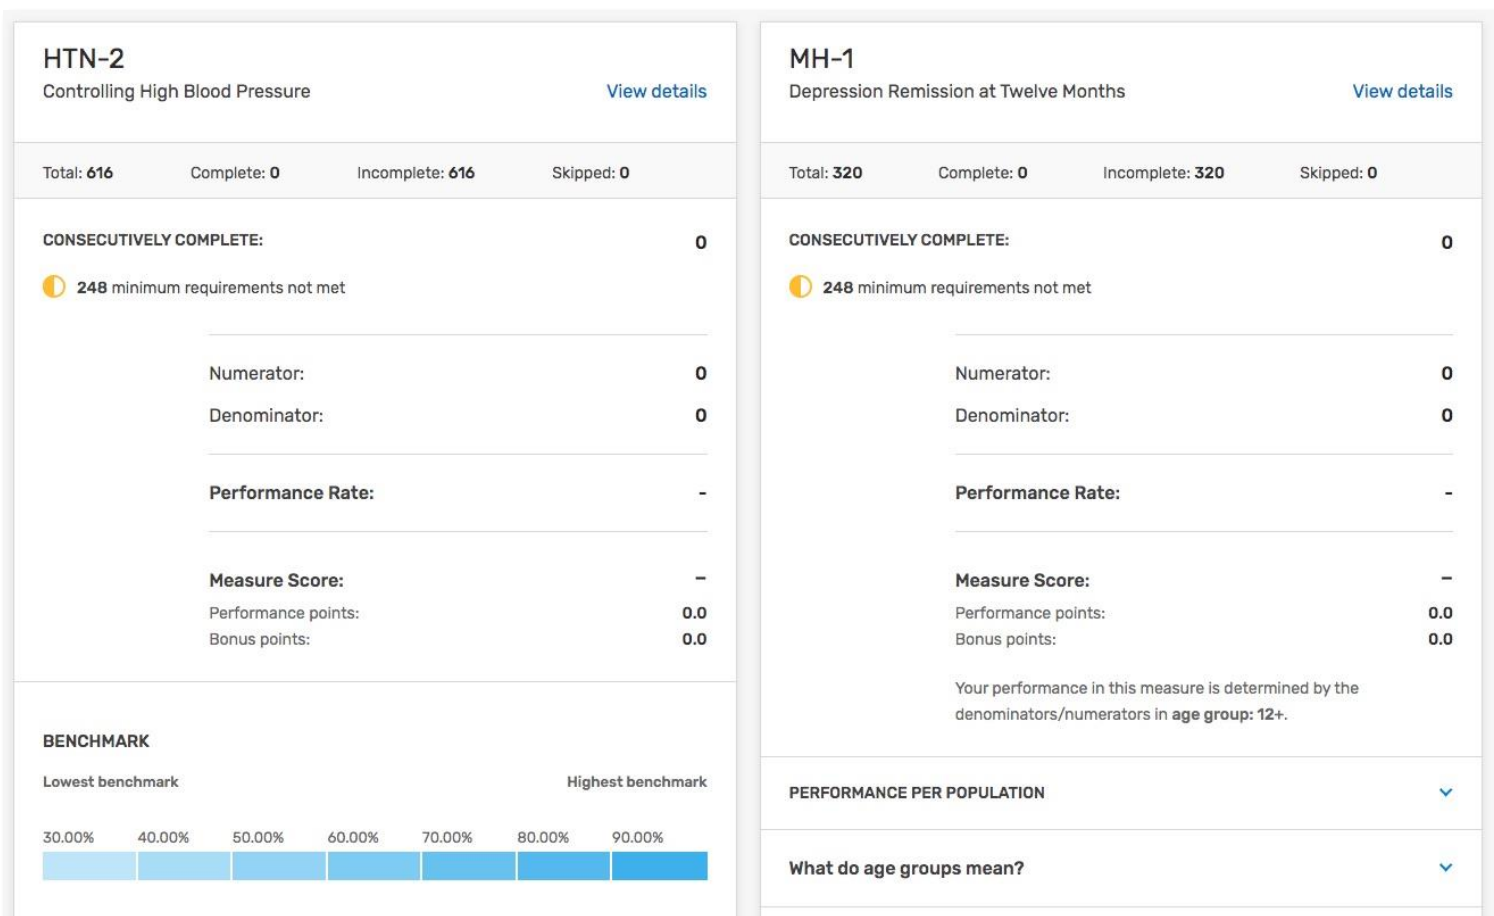 HTN-2
Controlling High Blood Pressure
View details
Total: 616
Complete: 0
Incomplete: 616
Skipped: 0
CONSECUTIVELY COMPLETE:
0
248 minimum requirements not met
Numerator:
0
Denominator:
0
Performance Rate:
-
Measure Score:
–
Performance points:
0.0
Bonus points:
0.0
BENCHMARK
Lowest benchmark
Highest benchmark
30.00%
40.00%
50.00%
60.00%
70.00%
80.00%
90.00%
MH-1
Depression Remission at Twelve Months
View details
Total: 320
Complete: 0
Incomplete: 320
Skipped: 0
CONSECUTIVELY COMPLETE:
0
248 minimum requirements not met
Numerator:
0
Denominator:
0
Performance Rate:
-
Measure Score:
–
Performance points:
0.0
Bonus points:
0.0
Your performance in this measure is determined by the
denominators/numerators in age group: 12+.
PERFORMANCE PER POPULATION
What do age groups mean?